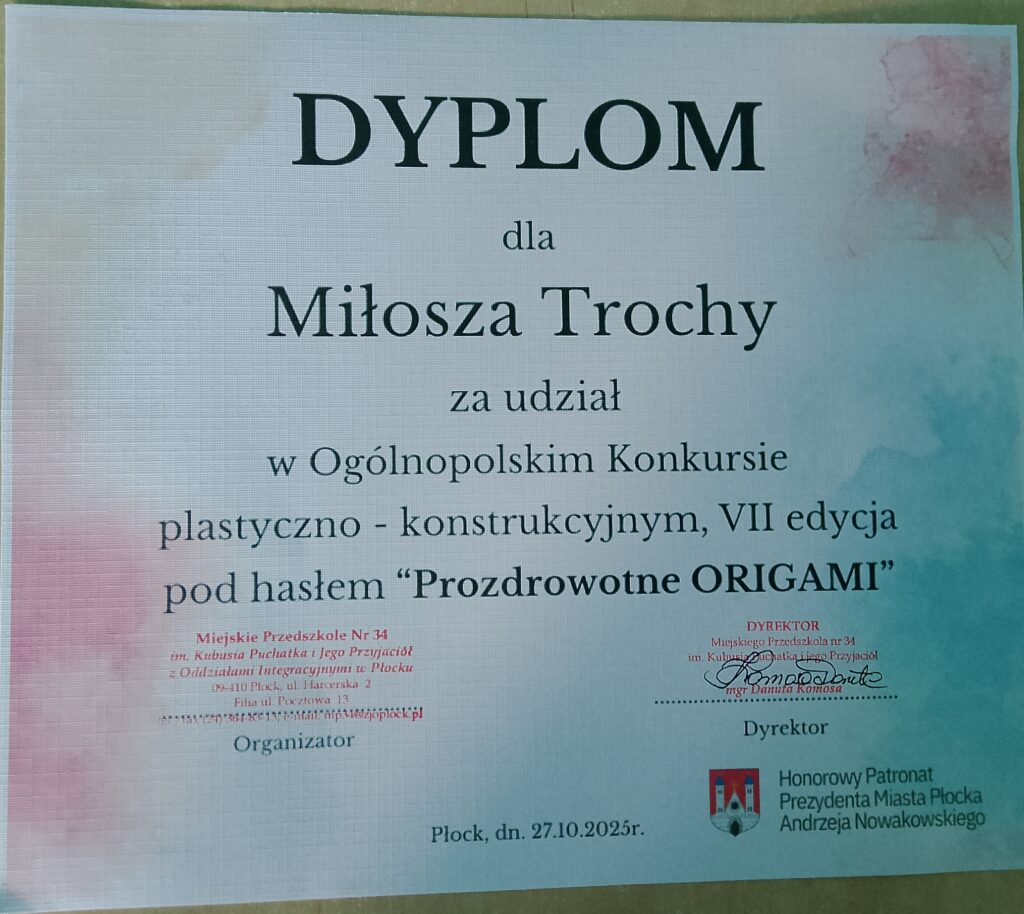 DYPLOM
dla
Miłosza Trochy
za udział
w Ogólnopolskim Konkursie
plastyczno - konstrukcyjnym, VII edycja
pod hasłem “Prozdrowotne ORIGAMI”
Miejskie Przedszkole Nr 34
im. Kubusia Puchatka i Jego Przyjaciół
z Oddziałami Integracyjnymi w Płocku
09-410 Płock, ul. Harcerska 2
Filia ul. Pocztowa 13
Organizator
DYREKTOR
Miejskiego Przedszkola nr 34
im. Kubusia Puchatka i Jego Przyjaciół
mgr Danuta Komosa
Dyrektor
Honorowy Patronat
Prezydenta Miasta Płocka
Andrzeja Nowakowskiego
Płock, dn. 27.10.2025r.